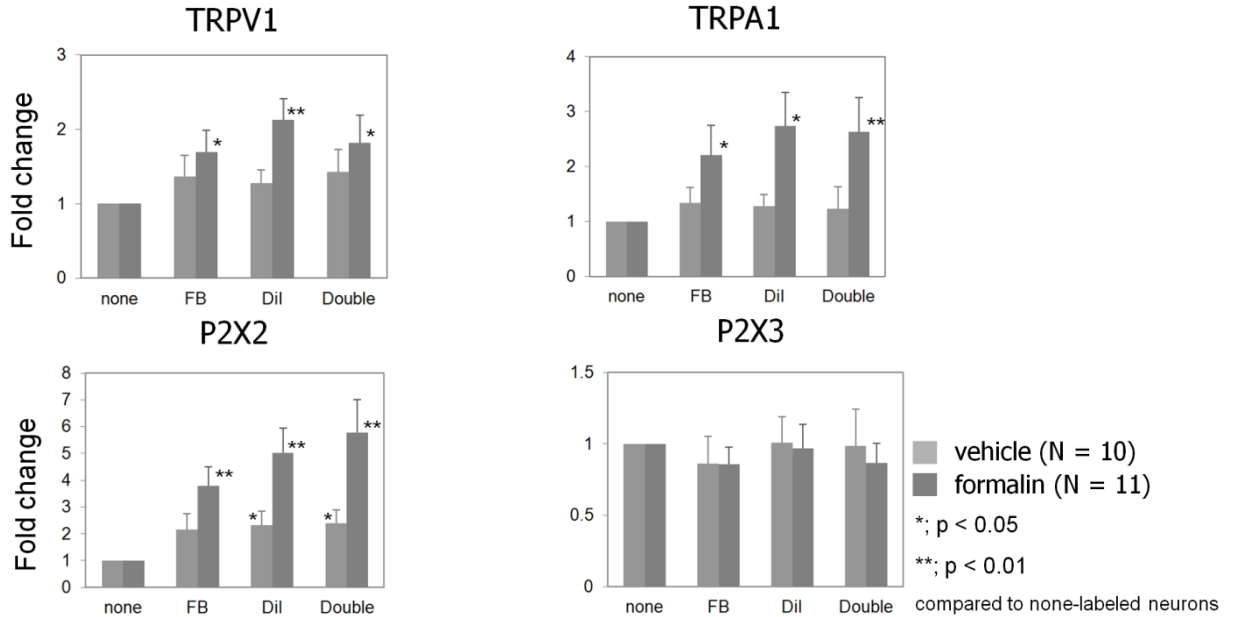 TRPV1
Fold change
3
2
1
0
**
*
*
none FB DiI Double
TRPA1
4
3
2
1
0
*
*
**
none FB DiI Double
P2X2
Fold change
8
7
6
5
4
3
2
1
0
**
* **
* **
none FB DiI Double
P2X3
1.5
1
0.5
0
none FB DiI Double
vehicle (N = 10)
formalin (N = 11)
*; p < 0.05
**; p < 0.01
compared to none-labeled neurons